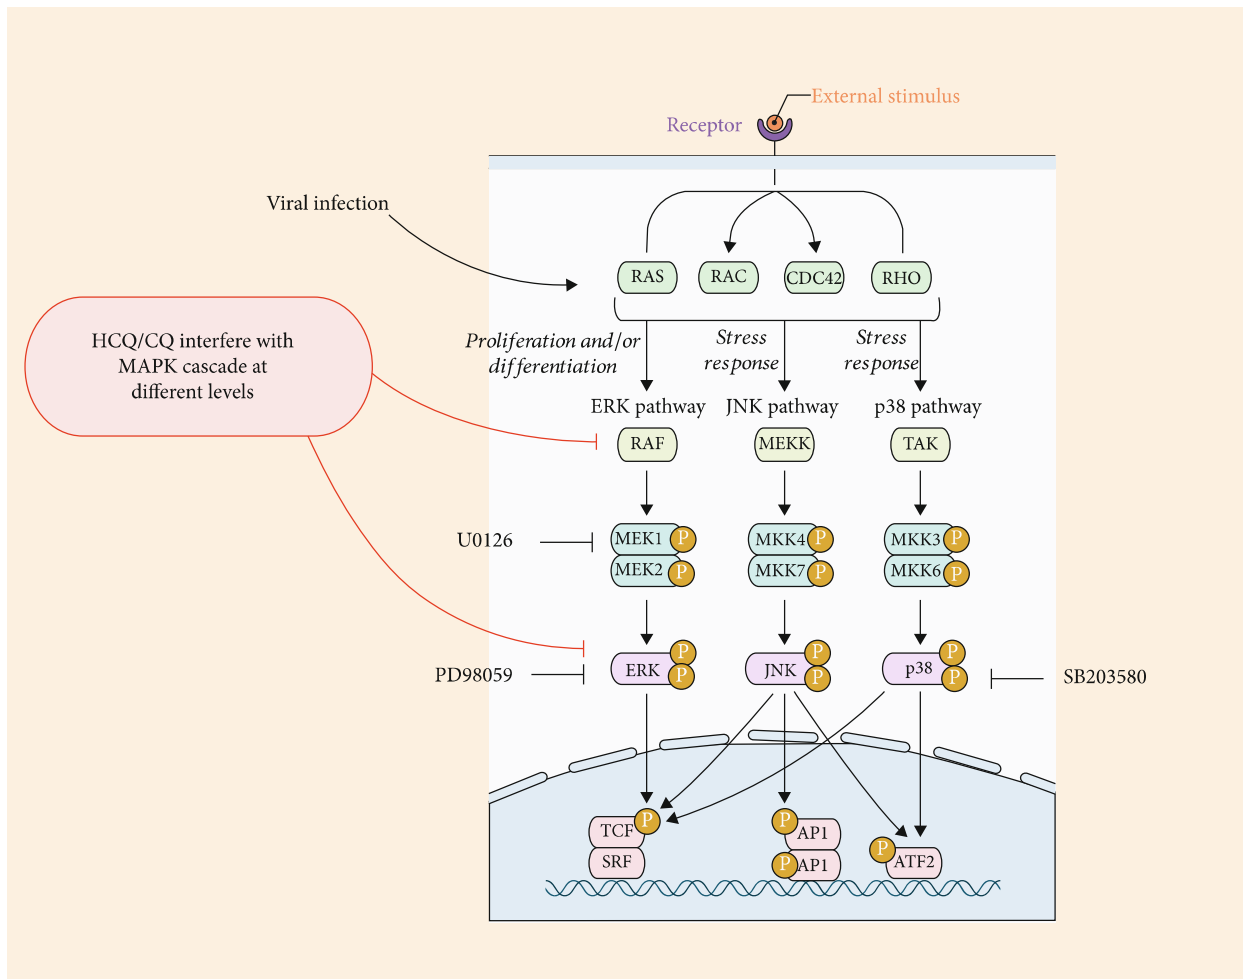 External stimulus
Receptor
Viral infection
RAS
RAC
CDC42
RHO
HCQ/CQ interfere with
MAPK cascade at
different levels
Proliferation and/or
differentiation
Stress
response
Stress
response
ERK pathway
JNK pathway
p38 pathway
RAF
MEKK
TAK
U0126
MEK1 P
MEK2 P
MKK4 P
MKK7 P
MKK3 P
MKK6 P
PD98059
ERK P
P
JNK P
P
p38 P
P
SB203580
TCF P
SRF
P AP1
P AP1
P
ATF2